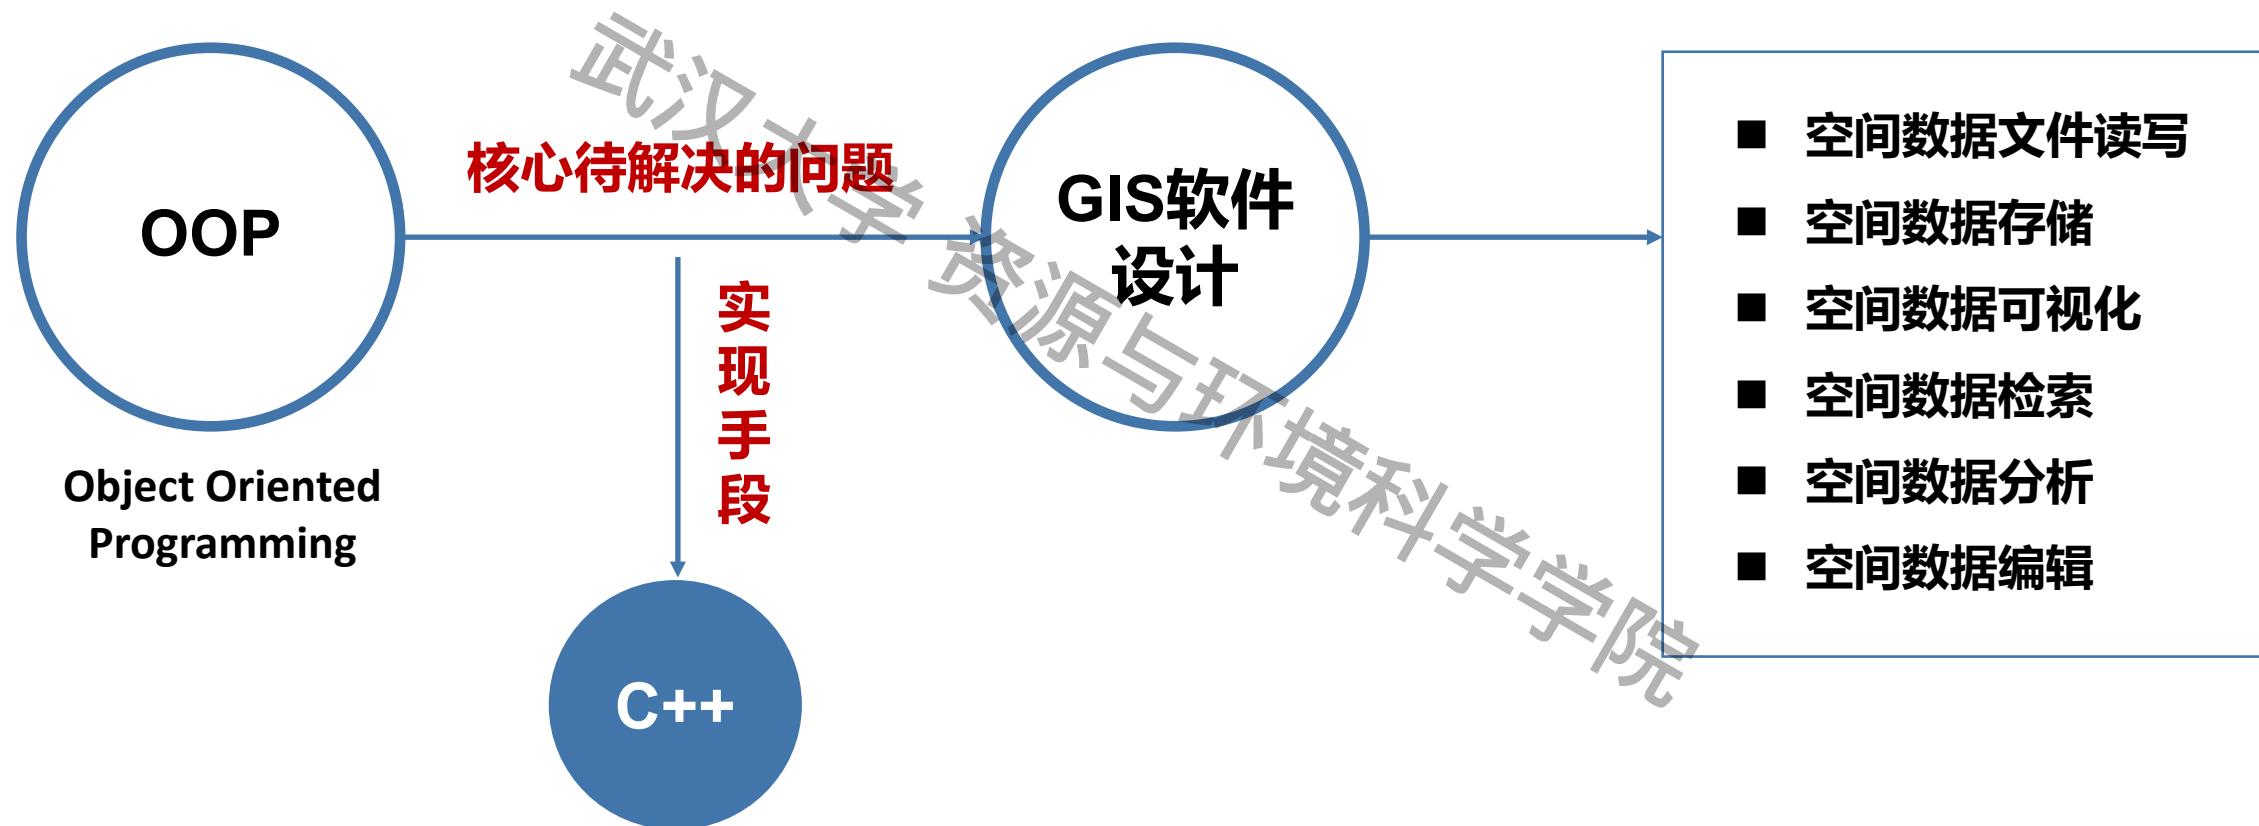 OOP
Object Oriented
Programming
核心待解决的问题
实
现
手
段
C++
GIS软件
设计
■ 空间数据文件读写
■ 空间数据存储
■ 空间数据可视化
■ 空间数据检索
■ 空间数据分析
■ 空间数据编辑
武汉大学 资源与环境科学学院